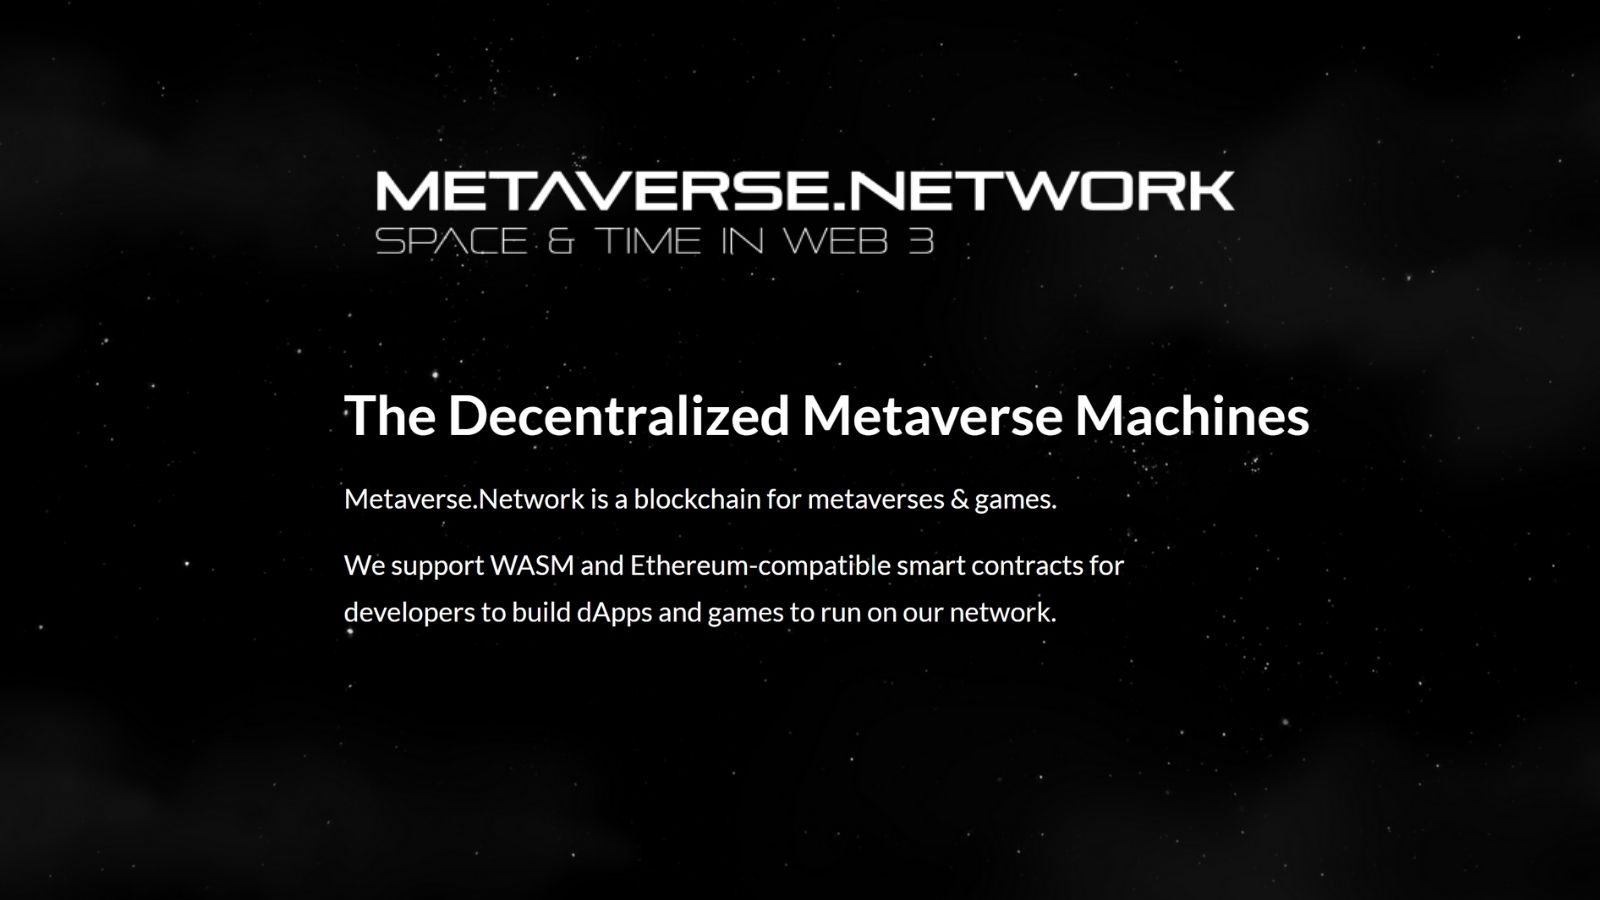 METAVERSE.NETWORK
SPACE & TIME IN WEB 3
The Decentralized Metaverse Machines
Metaverse.Network is a blockchain for metaverses & games.
We support WASM and Ethereum-compatible smart contracts for
developers to build dApps and games to run on our network.